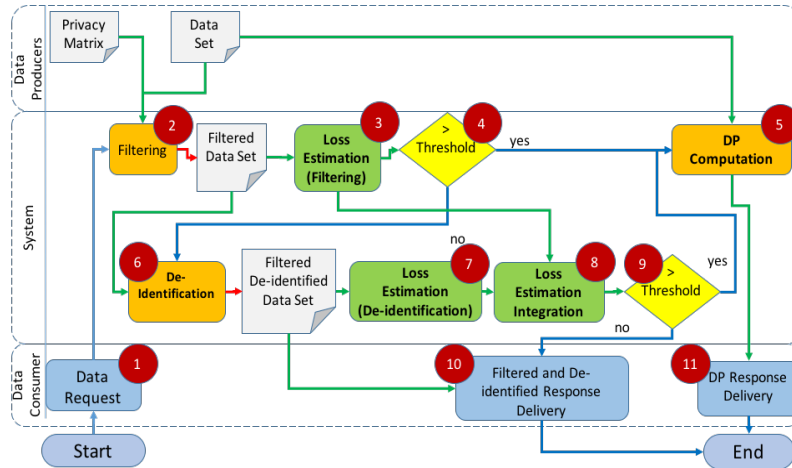 Data
Producers
Privacy
Matrix
Data
Set
System
Filtering
2
Filtered
Data Set
Loss
Estimation
(Filtering)
3
>
Threshold
4
yes
DP
Computation
5
6
De-
Identification
Filtered
De-identified
Data Set
no
Loss
Estimation
(De-identification)
7
Loss
Estimation
Integration
8
9
>
Threshold
yes
no
Data
Consumer
Data
Request
1
10
Filtered and De-
identified Response
Delivery
11
DP Response
Delivery
Start
End